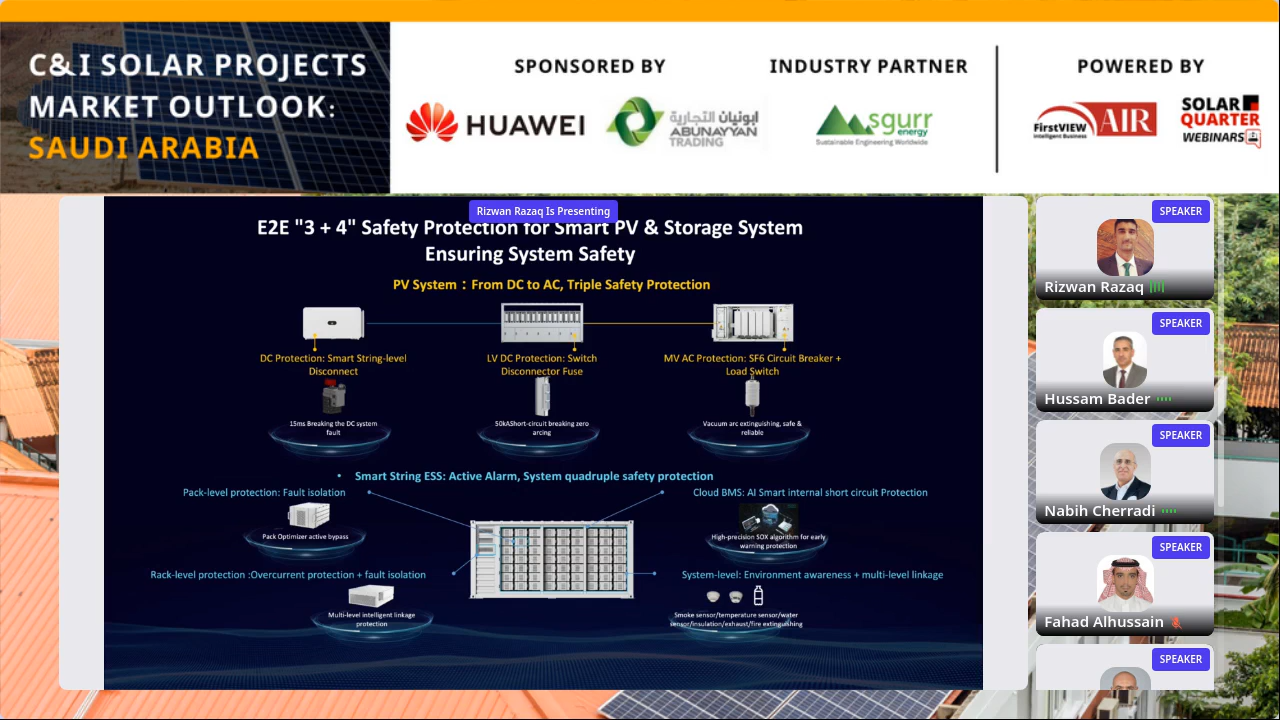 C&I SOLAR PROJECTS
MARKET OUTLOOK:
SAUDI ARABIA
SPONSORED BY
INDUSTRY PARTNER
POWERED BY
HUAWEI
ابونيان التجارية
ABUNAYYAN
TRADING
sgurr
energy
Sustainable Engineering Worldwide
FirstVIEW
Intelligent Business
AIR
SOLAR
QUARTER
WEBINARS
Rizwan Razaq Is Presenting
E2E "3 + 4" Safety Protection for Smart PV & Storage System
Ensuring System Safety
PV System：From DC to AC, Triple Safety Protection
DC Protection: Smart String-level
Disconnect
LV DC Protection: Switch
Disconnector Fuse
MV AC Protection: SF6 Circuit Breaker +
Load Switch
15ms Breaking the DC system
fault
50kAShort-circuit breaking zero
arcing
Vacuum arc extinguishing, safe &
reliable
• Smart String ESS: Active Alarm, System quadruple safety protection
Pack-level protection: Fault isolation
Cloud BMS: AI Smart internal short circuit Protection
Pack Optimizer active bypass
High-precision SOX algorithm for early
warning protection
Rack-level protection :Overcurrent protection + fault isolation
System-level: Environment awareness + multi-level linkage
Multi-level intelligent linkage
protection
Smoke sensor/temperature sensor/water
sensor/insulation/exhaust/fire extinguishing
SPEAKER
Rizwan Razaq
SPEAKER
Hussam Bader
SPEAKER
Nabih Cherradi
SPEAKER
Fahad Alhussain
SPEAKER